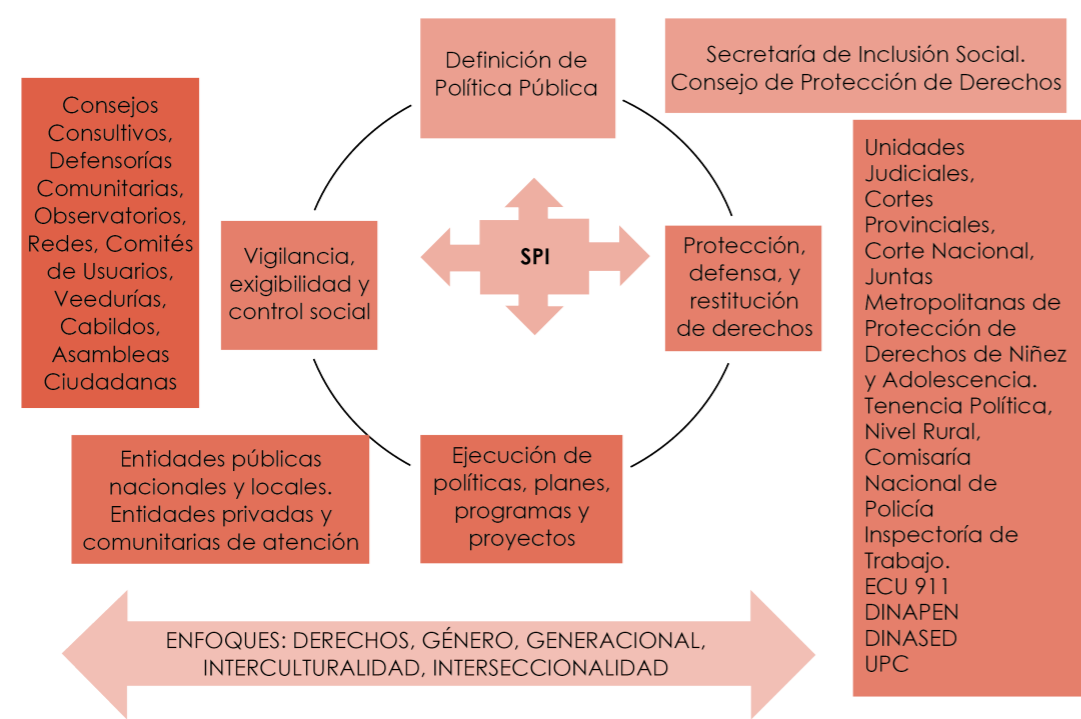 Definición de
Política Pública
Secretaría de Inclusión Social.
Consejo de Protección de Derechos
Consejos
Consultivos,
Defensorías
Comunitarias,
Observatorios,
Redes, Comités
de Usuarios,
Veedurías,
Cabildos,
Asambleas
Ciudadanas
Vigilancia,
exigibilidad y
control social
SPI
Protección,
defensa, y
restitución
de derechos
Unidades
Judiciales,
Cortes
Provinciales,
Corte Nacional,
Juntas
Metropolitanas de
Protección de
Derechos de Niñez
y Adolescencia.
Tenencia Política,
Nivel Rural,
Comisaría
Nacional de
Policía
Inspectoría de
Trabajo.
ECU 911
DINAPEN
DINASED
UPC
Entidades públicas
nacionales y locales.
Entidades privadas y
comunitarias de atención
Ejecución de
políticas, planes,
programas y
proyectos
ENFOQUES: DERECHOS, GÉNERO, GENERACIONAL,
INTERCULTURALIDAD, INTERSECCIONALIDAD